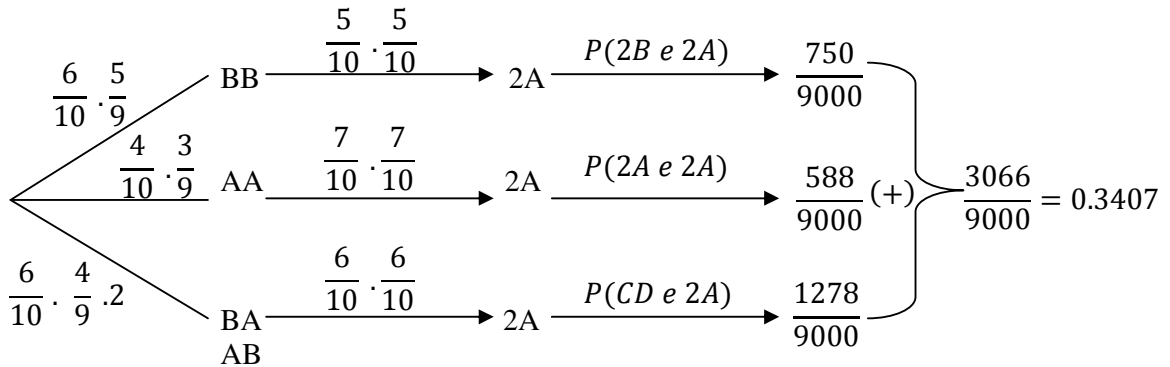 6/10 · 5/9 BB 5/10 · 5/10 2A P(2B e 2A) 750/9000
4/10 · 3/9 AA 7/10 · 7/10 2A P(2A e 2A) 588/9000 (+) 3066/9000 = 0.3407
6/10 · 4/9 .2 BA 6/10 · 6/10 2A P(CD e 2A) 1278/9000
AB